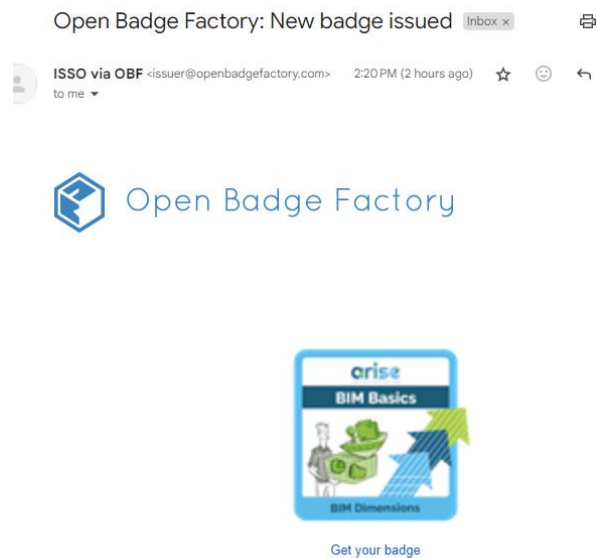 Open Badge Factory: New badge issued Inbox ×
ISSO via OBF <issuer@openbadgefactory.com> 2:20 PM (2 hours ago)
to me
Open Badge Factory
arise
BIM Basics
BIM Dimensions
Get your badge